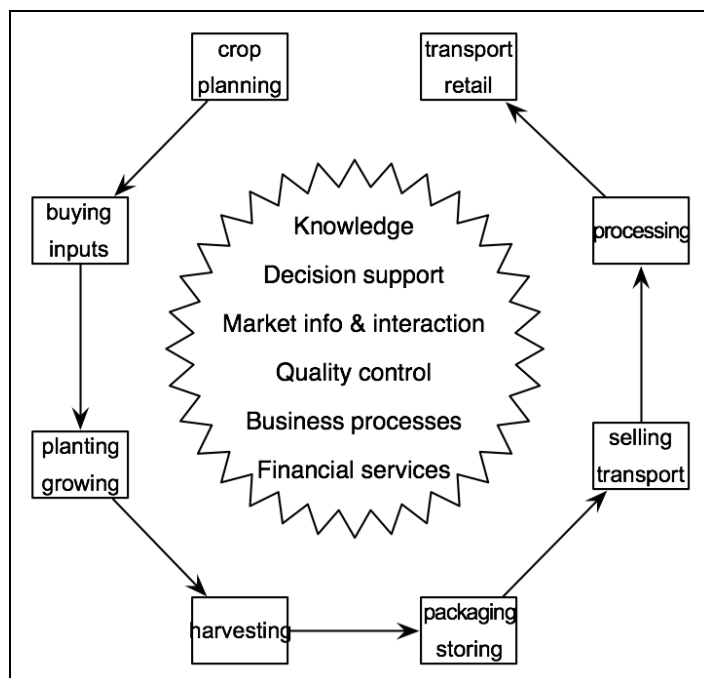 crop
planning
transport
retail
buying
inputs
processing
Knowledge
Decision support
Market info & interaction
Quality control
Business processes
Financial services
planting
growing
selling
transport
harvesting
packaging
storing